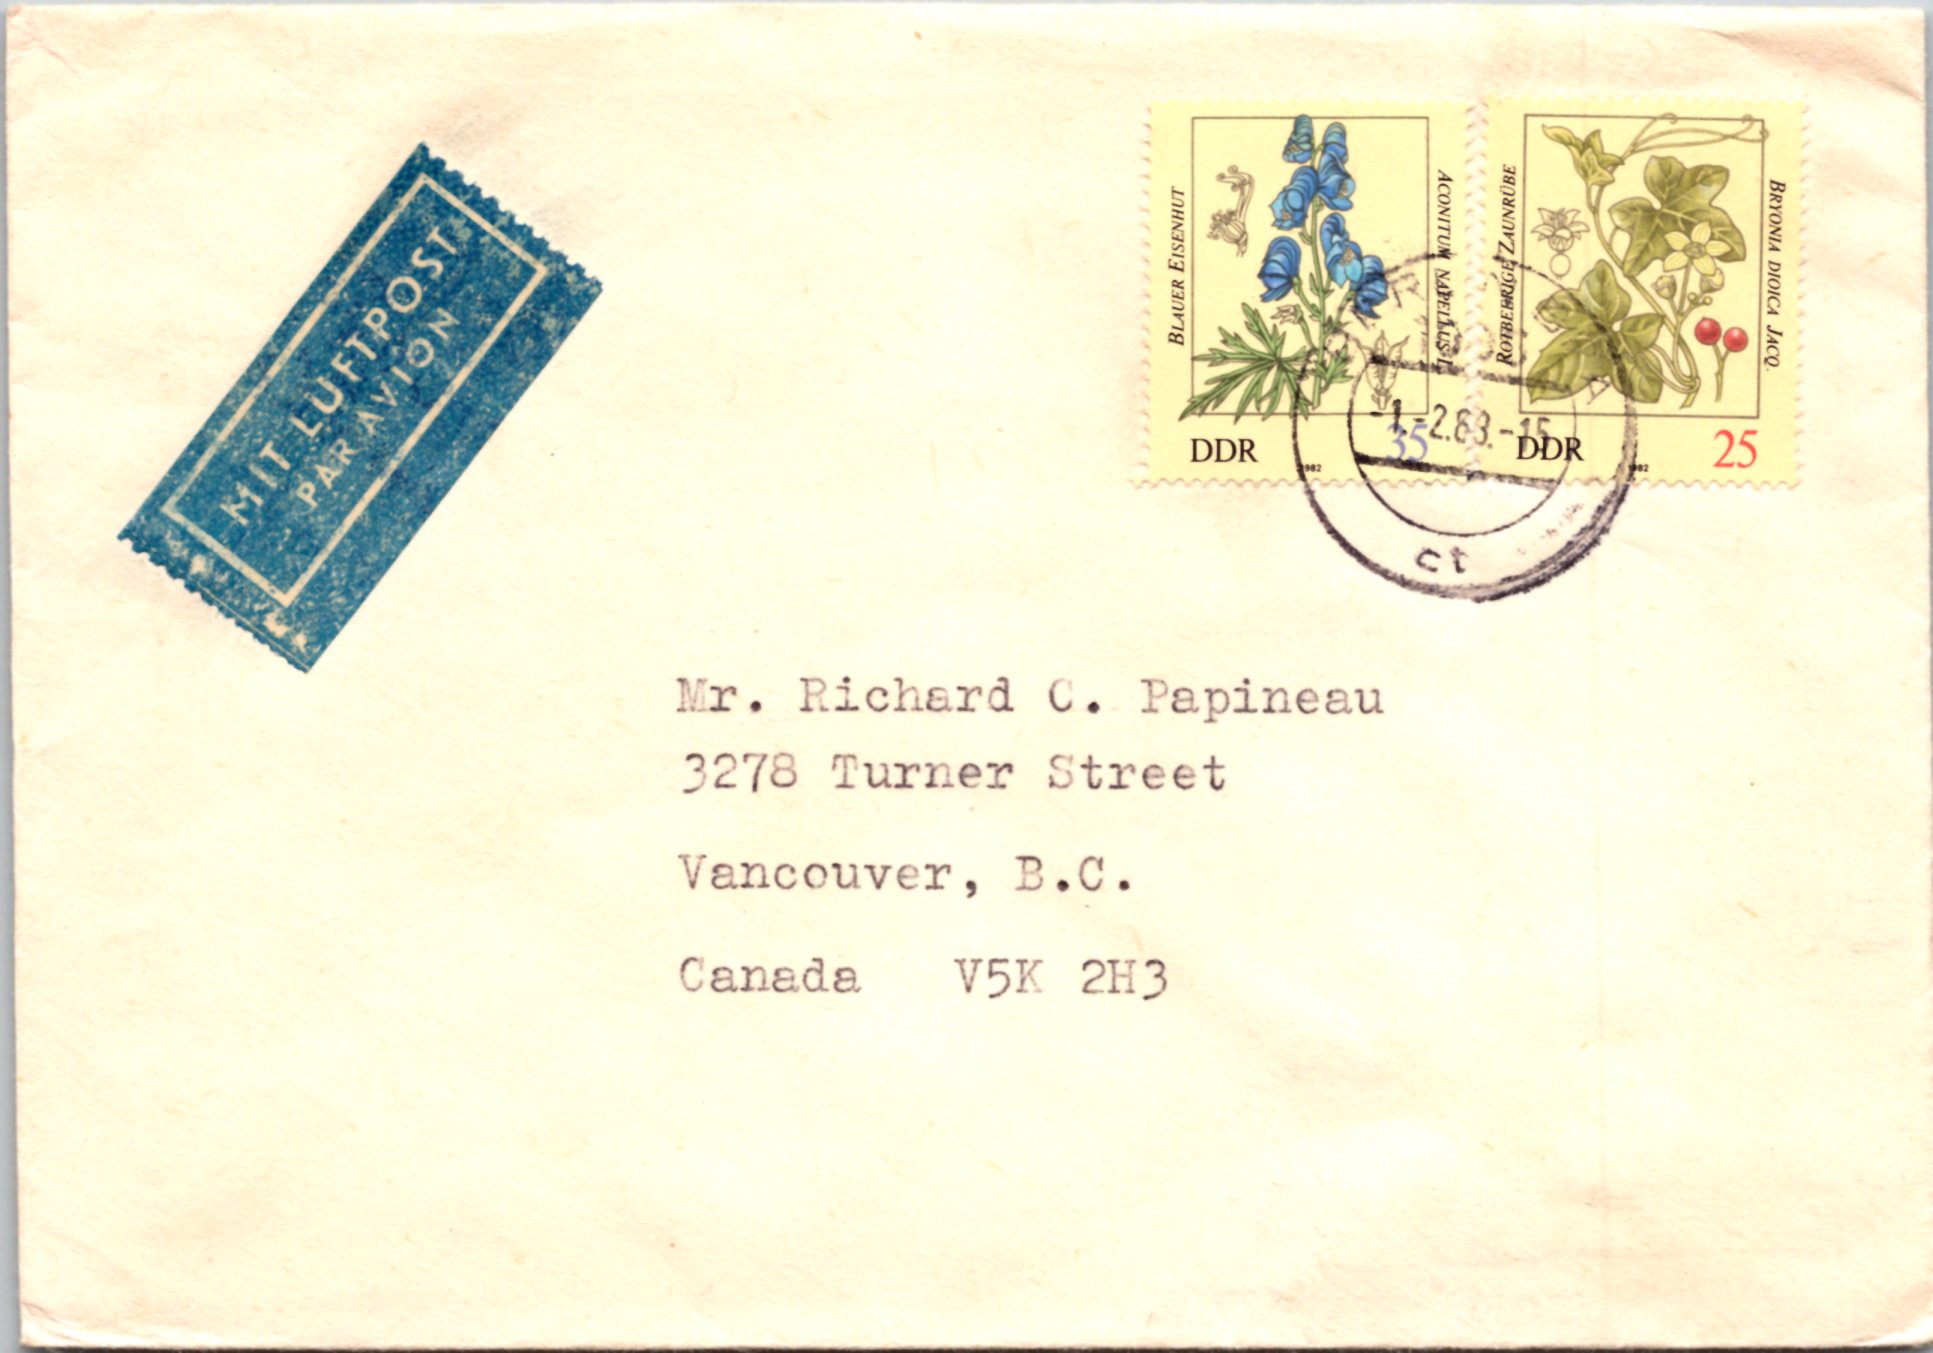 MIT LUFTPOST
PAR AVION
BLAUER EISENHUT
ACONITUM NAPELLUS L.
DDR
1982
35
ROTBEERIGE ZAUNRÜBE
BRYONIA DIOICA JACQ.
DDR
1982
25
-1.-2.83.-15
ct
Mr. Richard C. Papineau
3278 Turner Street
Vancouver, B.C.
Canada V5K 2H3